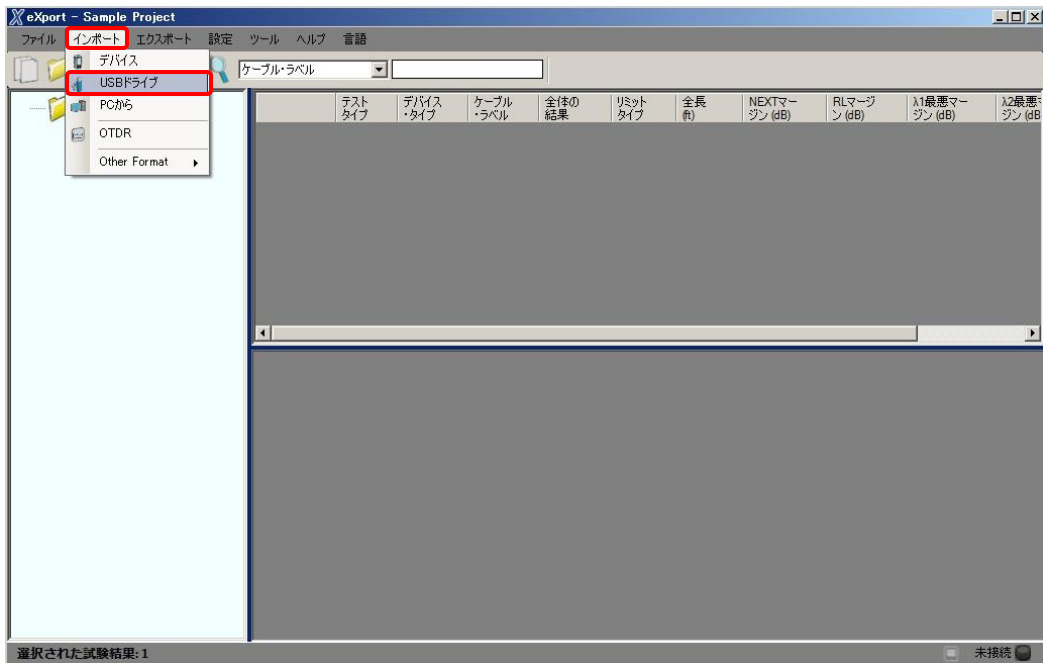 eXport - Sample Project
ファイル インポート エクスポート 設定 ツール ヘルプ 言語
デバイス
USBドライブ
PCから
OTDR
Other Format
ケーブル・ラベル
テスト タイプ
デバイス ・タイプ
ケーブル ・ラベル
全体の 結果
リミット タイプ
全長 ft)
NEXTマー ジン (dB)
RLマージ ン (dB)
λ1最悪マー ジン (dB)
λ2最悪 ジン (dB
選択された試験結果:1
未接続